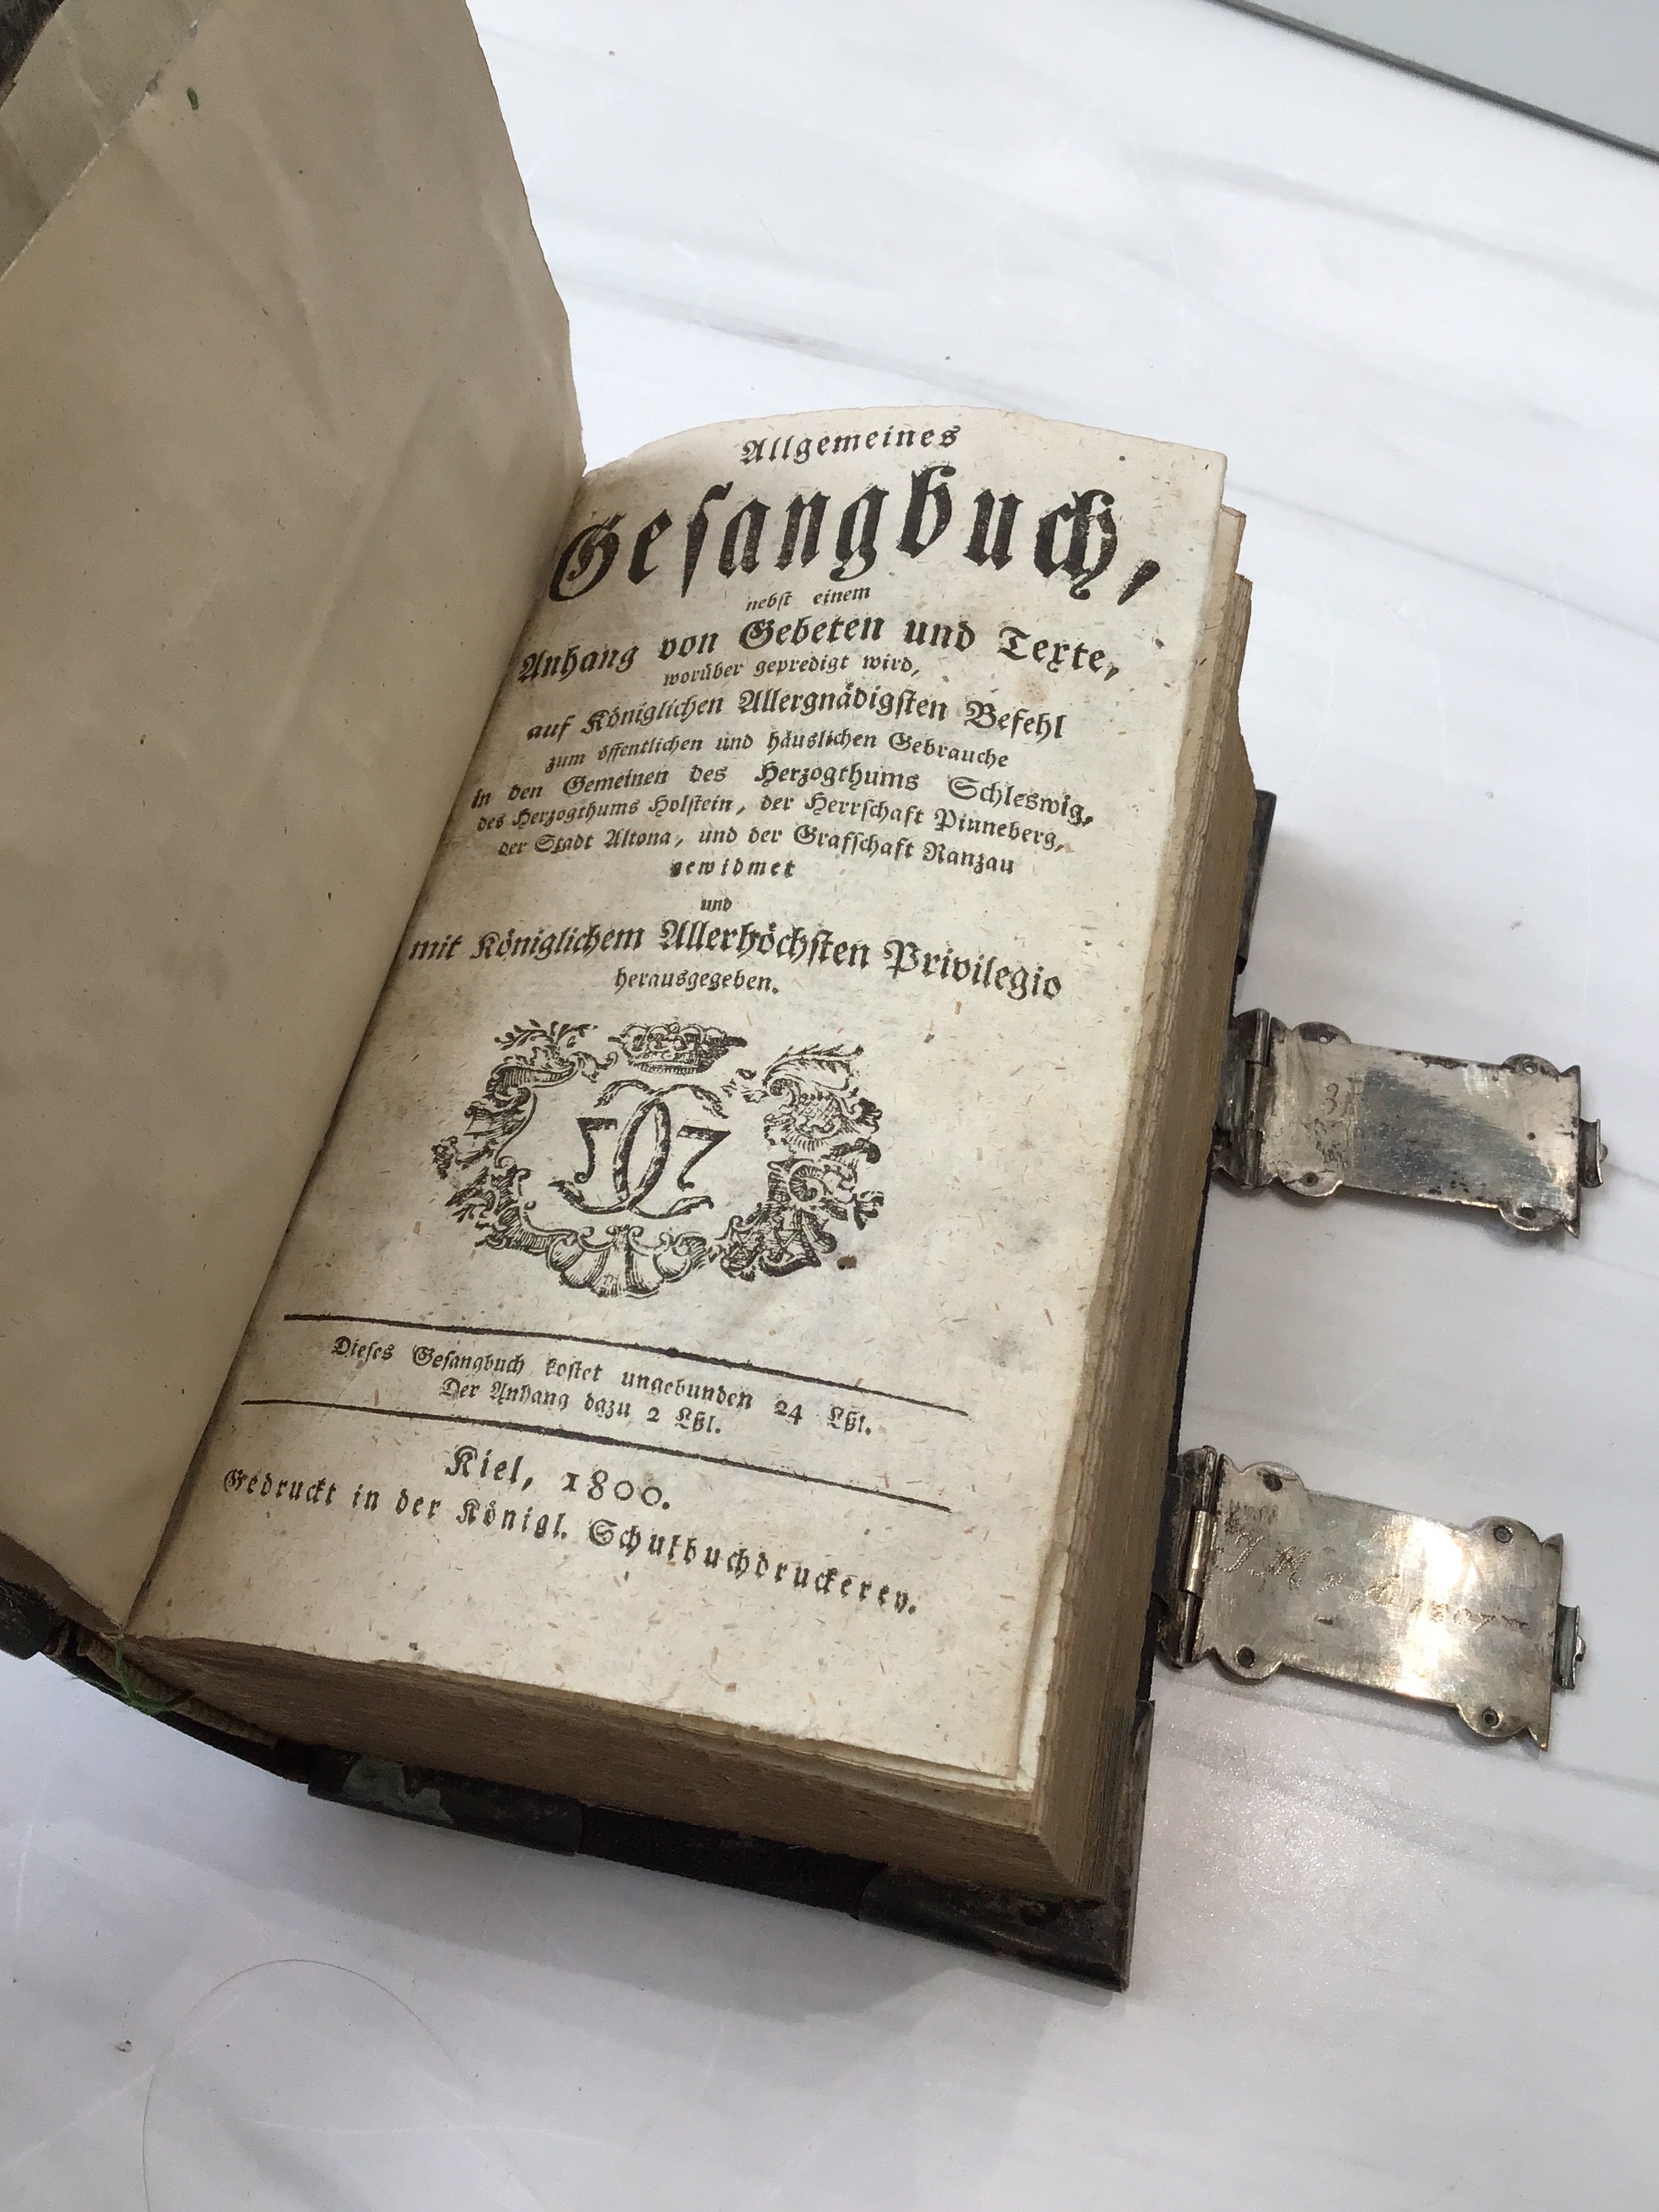 Allgemeines
Gesangbuch,
nebst einem
Anhang von Gebeten und Texte,
worüber gepredigt wird,
auf Königlichen Allergnädigsten Befehl
zum öffentlichen und häuslichen Gebrauche
in den Gemeinen des Herzogthums Schleswig,
des Herzogthums Holstein, der Herrschaft Pinneberg,
der Stadt Altona, und der Grafschaft Ranzau
gewidmet
und
mit Königlichem Allerhöchsten Privilegio
herausgegeben.
Dieses Gesangbuch kostet ungebunden 24 Lßl.
Der Anhang dazu 2 Lßl.
Kiel, 1800.
Gedruckt in der Königl. Schulbuchdruckerey.